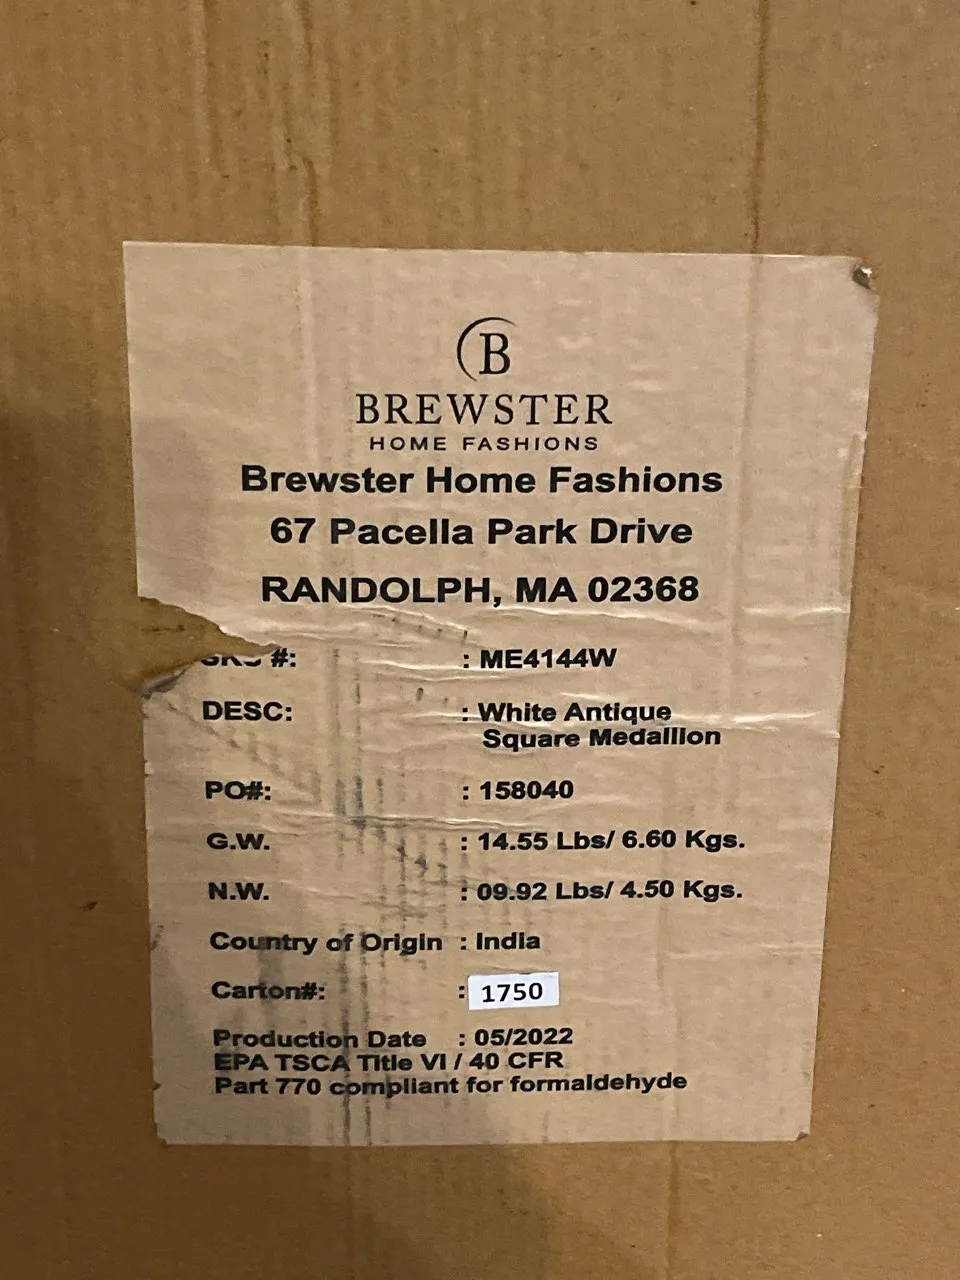 B
BREWSTER
HOME FASHIONS
Brewster Home Fashions
67 Pacella Park Drive
RANDOLPH, MA 02368
#: : ME4144W
DESC: : White Antique
Square Medallion
PO#: : 158040
G.W. : 14.55 Lbs/ 6.60 Kgs.
N.W. : 09.92 Lbs/ 4.50 Kgs.
Country of Origin : India
Carton#: : 1750
Production Date : 05/2022
EPA TSCA Title VI / 40 CFR
Part 770 compliant for formaldehyde